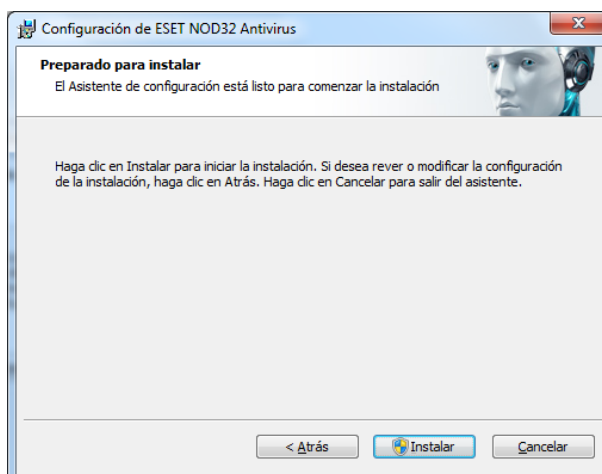 Configuración de ESET NOD32 Antivirus
Preparado para instalar
El Asistente de configuración está listo para comenzar la instalación
Haga clic en Instalar para iniciar la instalación. Si desea rever o modificar la configuración
de la instalación, haga clic en Atrás. Haga clic en Cancelar para salir del asistente.
< Atrás
Instalar
Cancelar